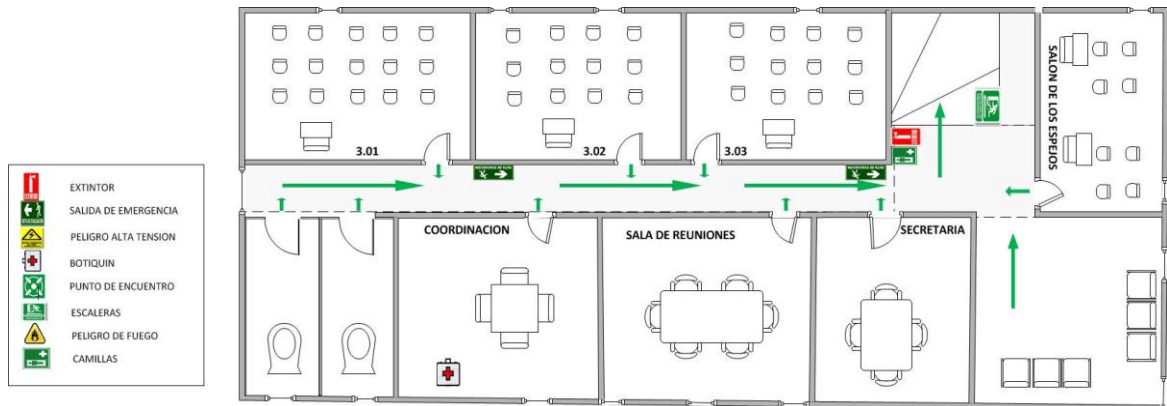 EXTINTOR
SALIDA DE EMERGENCIA
PELIGRO ALTA TENSION
BOTIQUIN
PUNTO DE ENCUENTRO
ESCALERAS
PELIGRO DE FUEGO
CAMILLAS
3.01
3.02
3.03
SALON DE LOS ESPEJOS
COORDINACION
SALA DE REUNIONES
SECRETARIA